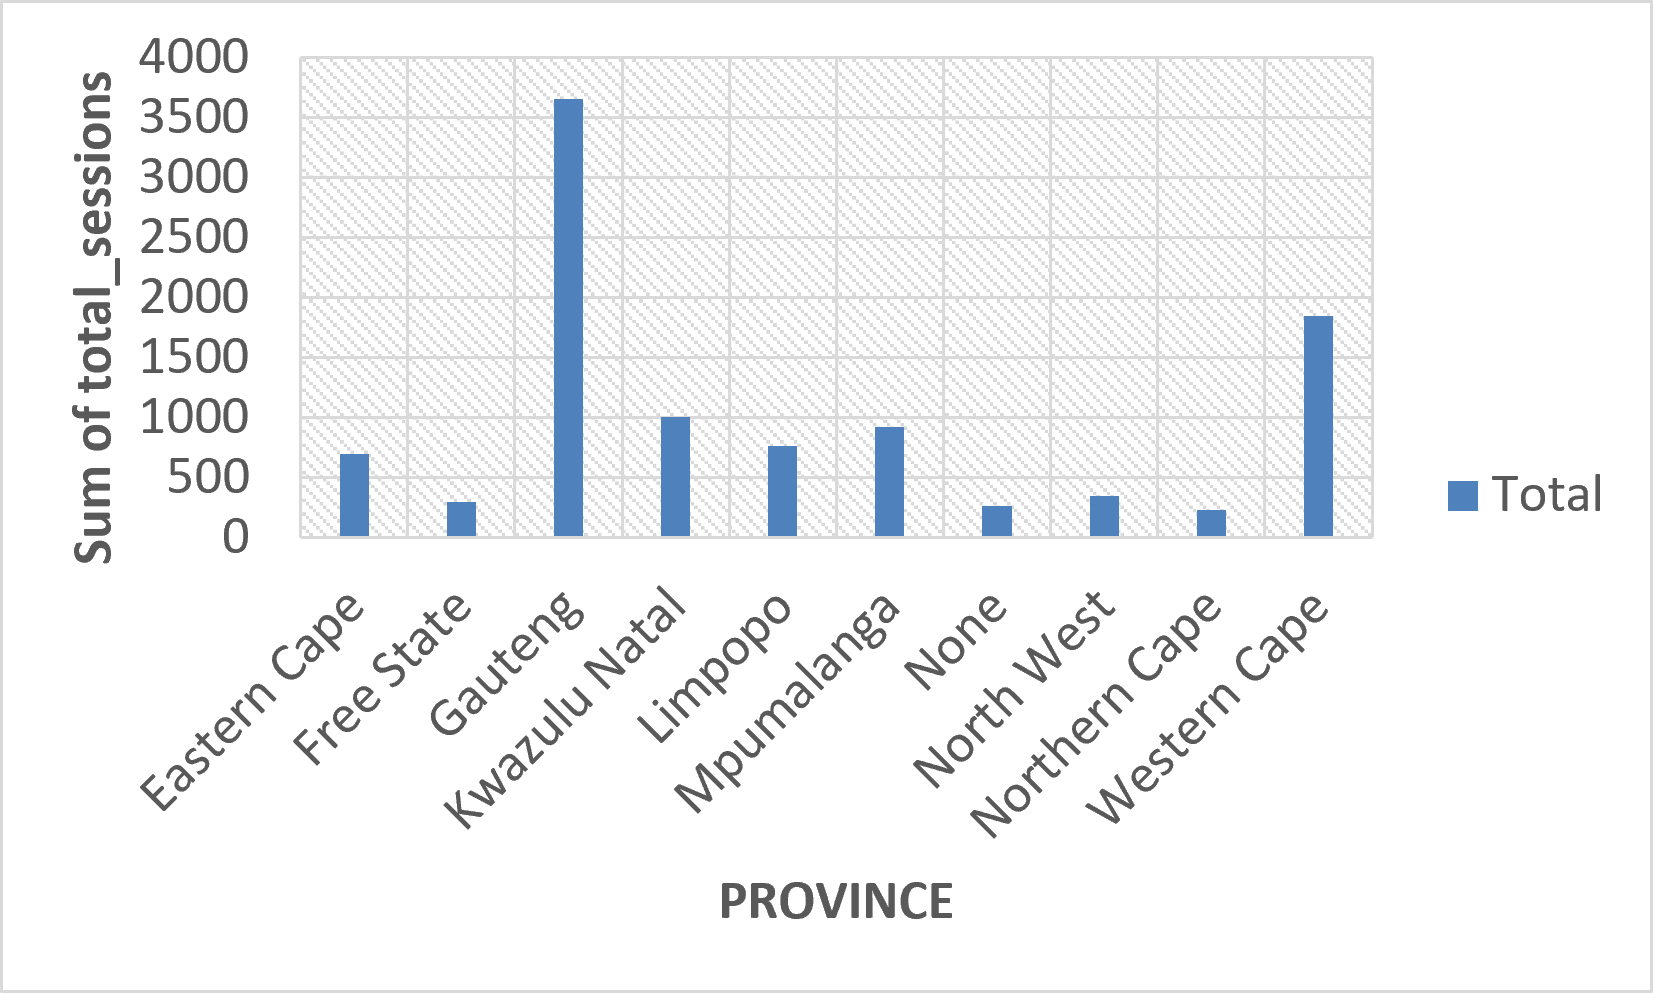 Sum of total_sessions
4000
3500
3000
2500
2000
1500
1000
500
0
Eastern Cape
Free State
Gauteng
Kwazulu Natal
Limpopo
Mpumalanga
None
North West
Northern Cape
Western Cape
PROVINCE
Total